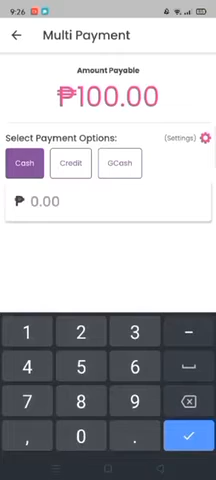 9:26
Multi Payment
Amount Payable
₱100.00
Select Payment Options:
(Settings)
Cash
Credit
GCash
₱ 0.00
1 2 3 -
4 5 6
7 8 9
, 0 .